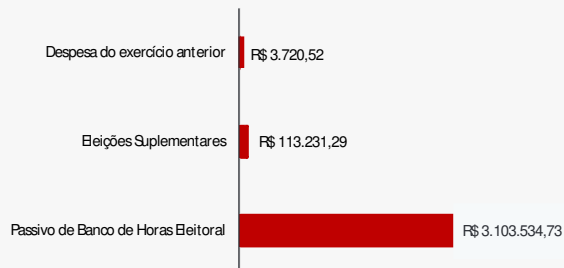 Despesa do exercício anterior R$ 3.720,52
Eleições Suplementares R$ 113.231,29
Passivo de Banco de Horas Eleitoral R$ 3.103.534,73